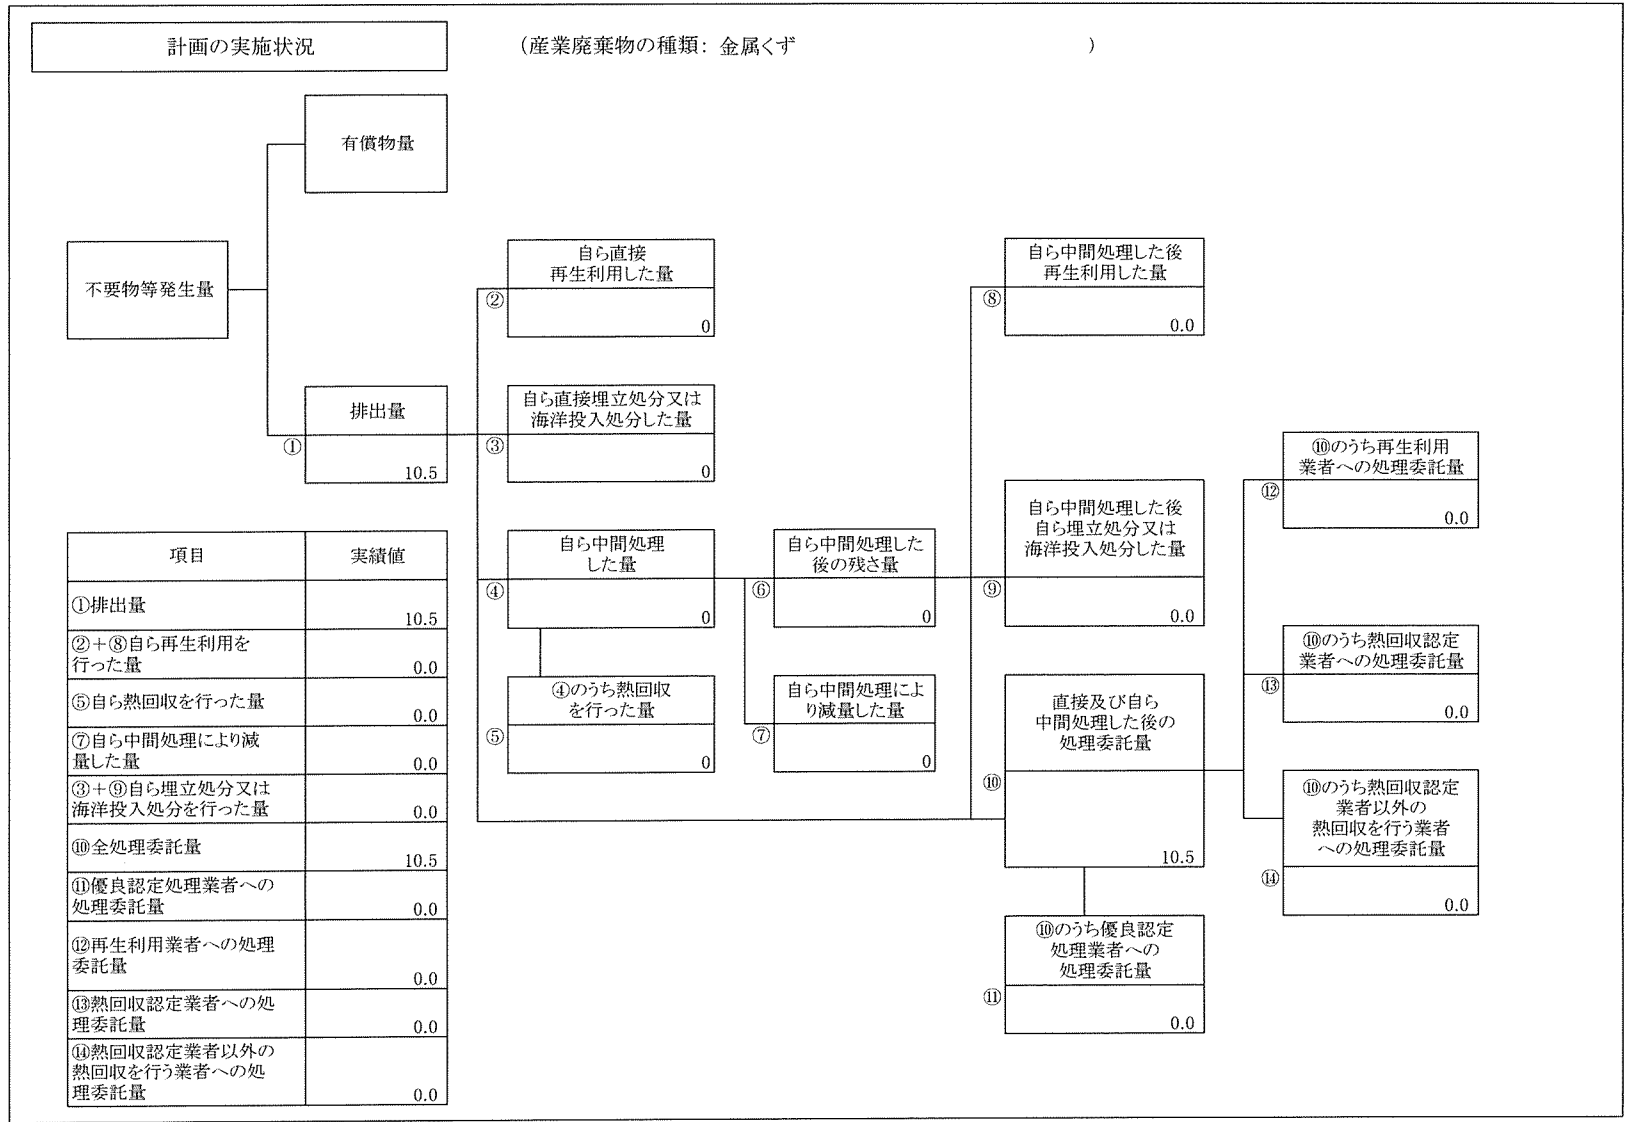 計画の実施状況
（産業廃棄物の種類： 金属くず ）
有償物量
不要物等発生量
排出量
①
10.5
自ら直接
再生利用した量
②
0
自ら直接埋立処分又は
海洋投入処分した量
③
0
自ら中間処理
した量
④
0
④のうち熱回収
を行った量
⑤
0
自ら中間処理した
後の残さ量
⑥
0
自ら中間処理によ
り減量した量
⑦
0
自ら中間処理した後
再生利用した量
⑧
0.0
自ら中間処理した後
自ら埋立処分又は
海洋投入処分した量
⑨
0.0
直接及び自ら
中間処理した後の
処理委託量
⑩
10.5
⑩のうち優良認定
処理業者への
処理委託量
⑪
0.0
⑩のうち再生利用
業者への処理委託量
⑫
0.0
⑩のうち熱回収認定
業者への処理委託量
⑬
0.0
⑩のうち熱回収認定
業者以外の
熱回収を行う業者
への処理委託量
⑭
0.0
項目 実績値
①排出量
10.5
②＋⑧自ら再生利用を
行った量
0.0
⑤自ら熱回収を行った量
0.0
⑦自ら中間処理により減
量した量
0.0
③＋⑨自ら埋立処分又は
海洋投入処分を行った量
0.0
⑩全処理委託量
10.5
⑪優良認定処理業者への
処理委託量
0.0
⑫再生利用業者への処理
委託量
0.0
⑬熱回収認定業者への処
理委託量
0.0
⑭熱回収認定業者以外の
熱回収を行う業者への処
理委託量
0.0